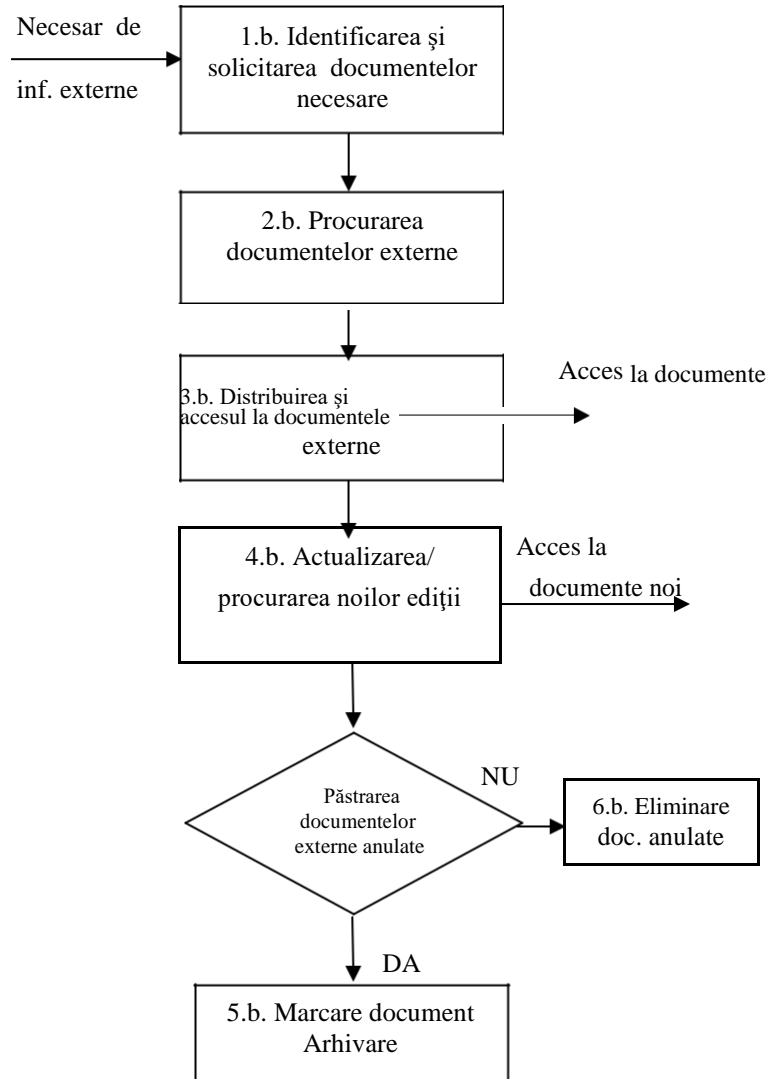 Necesar de
inf. externe
1.b. Identificarea şi
solicitarea documentelor
necesare
2.b. Procurarea
documentelor externe
3.b. Distribuirea şi
accesul la documentele
externe
Acces la documente
4.b. Actualizarea/
procurarea noilor ediţii
Acces la
documente noi
Păstrarea
documentelor
externe anulate
NU
6.b. Eliminare
doc. anulate
DA
5.b. Marcare document
Arhivare